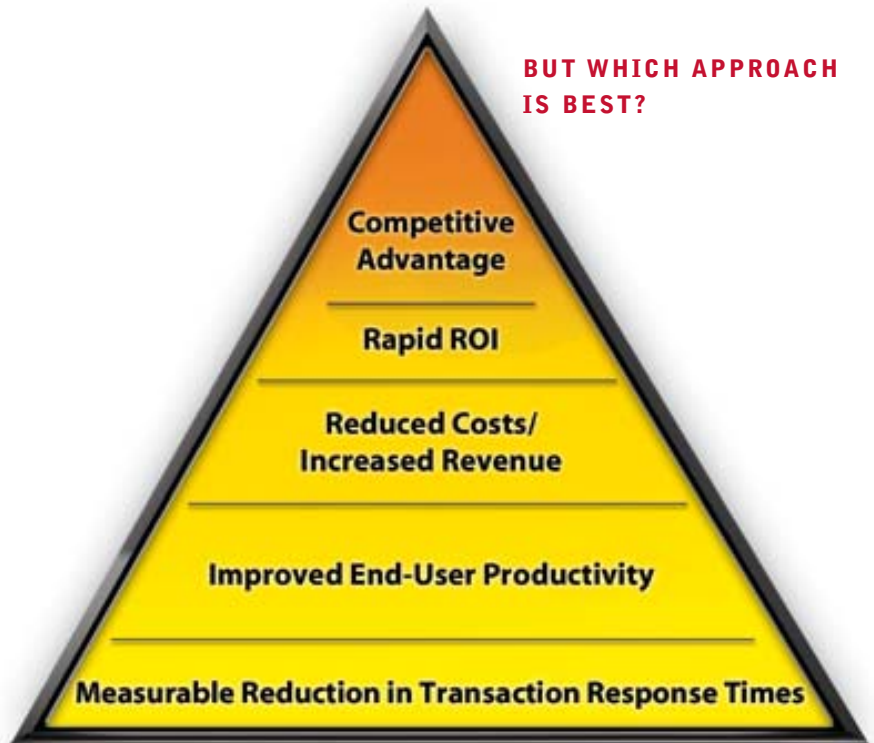 BUT WHICH APPROACH
IS BEST?
Competitive
Advantage
Rapid ROI
Reduced Costs/
Increased Revenue
Improved End-User Productivity
Measurable Reduction in Transaction Response Times